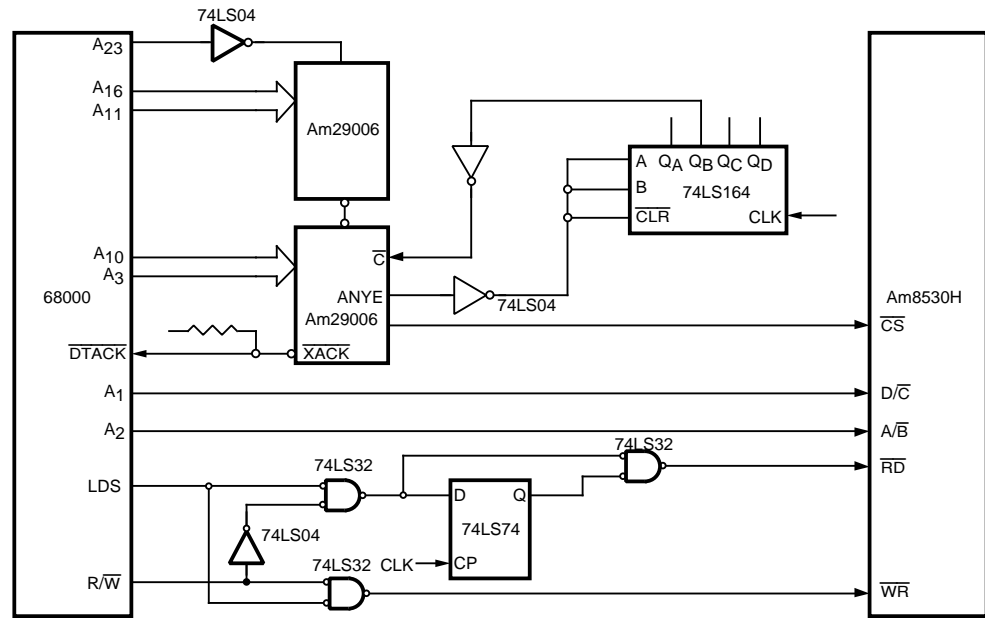 74LS04
A23
A16
A11
Am29006
A QA QB QC QD
B
74LS164
CLR
CLK
A10
A3
C
68000
ANYE
74LS04
Am8530H
Am29006
CS
DTACK
XACK
A1
D/C
A2
A/B
74LS32
74LS32
RD
LDS
D
Q
74LS04
74LS74
74LS32
CLK
CP
R/W
WR